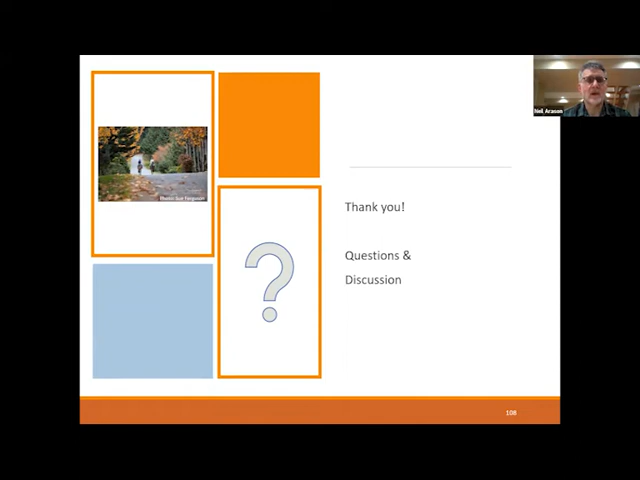 Neil Arason
Photo: Sue Ferguson
Thank you!
Questions &
Discussion
?
108